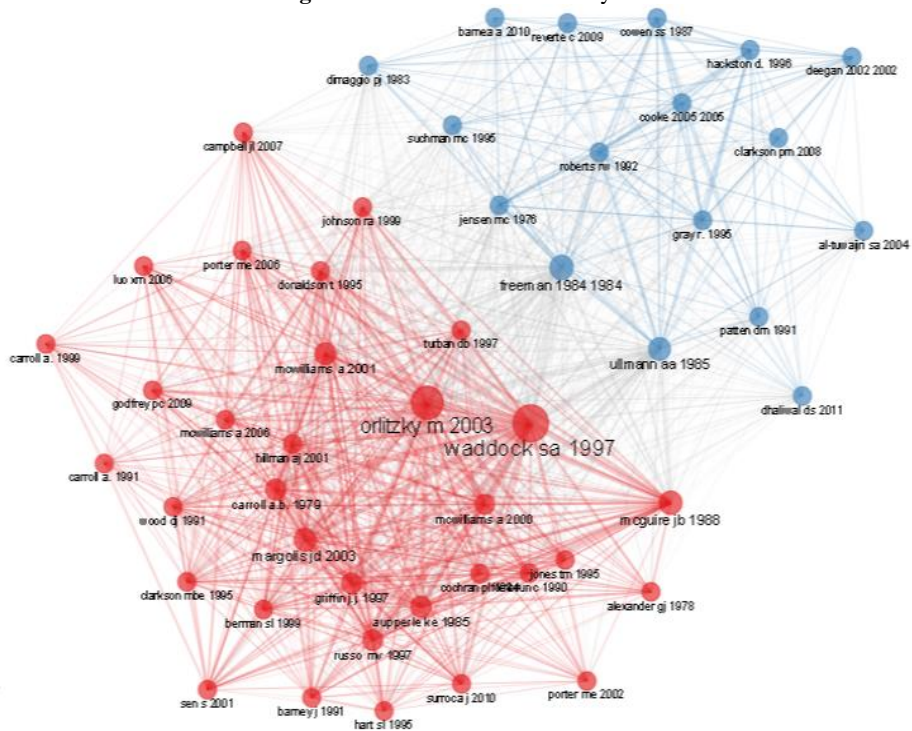 barnea a 2010
reverte c 2009
cowen ss 1987
hackston d. 1996
deegan 2002 2002
dimaggio pj 1983
cooke 2005 2005
suchman mc 1995
clarkson pm 2008
campbell jl 2007
roberts rw 1992
johnson ra 1999
jensen mc 1976
gray r. 1995
al-tuwaijri sa 2004
porter me 2006
luo xm 2006
donaldson t 1995
freeman 1984 1984
patten dm 1991
turban db 1997
carroll a. 1999
mcwilliams a 2001
ullmann aa 1985
godfrey pc 2009
dhaliwal ds 2011
orlitzky m 2003
mcwilliams a 2006
waddock sa 1997
hillman aj 2001
carroll a. 1991
carroll a.b. 1979
wood dj 1991
mcwilliams a 2000
mcguire jb 1988
margolis jd 2003
jones tm 1995
cochran pl
1990
clarkson mbe 1995
griffin j.j. 1997
alexander gj 1978
berman sl 1999
aupperle ke 1985
russo mv 1997
sen s 2001
barney j 1991
surroca j 2010
porter me 2002
hart sl 1995